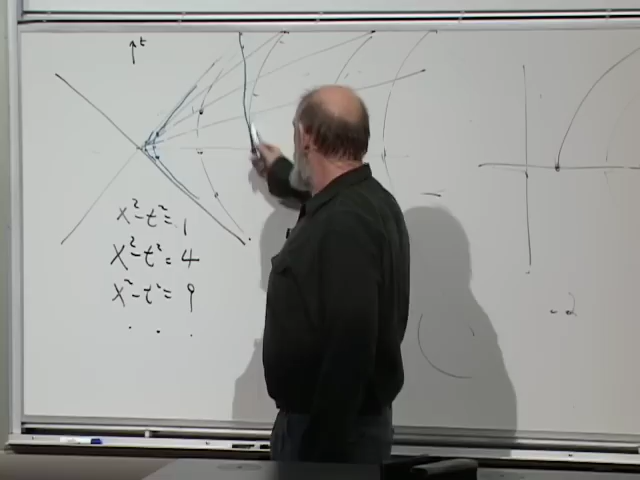 ↑t
x²-t²=1
x²-t²=4
x²-t²=9
. . .